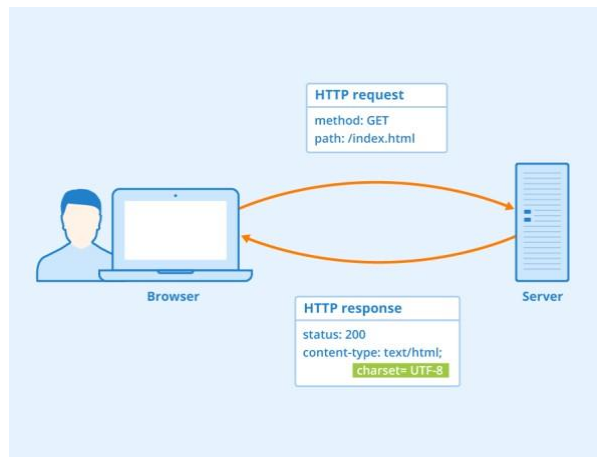 HTTP request
method: GET
path: /index.html
Browser
Server
HTTP response
status: 200
content-type: text/html;
charset= UTF-8